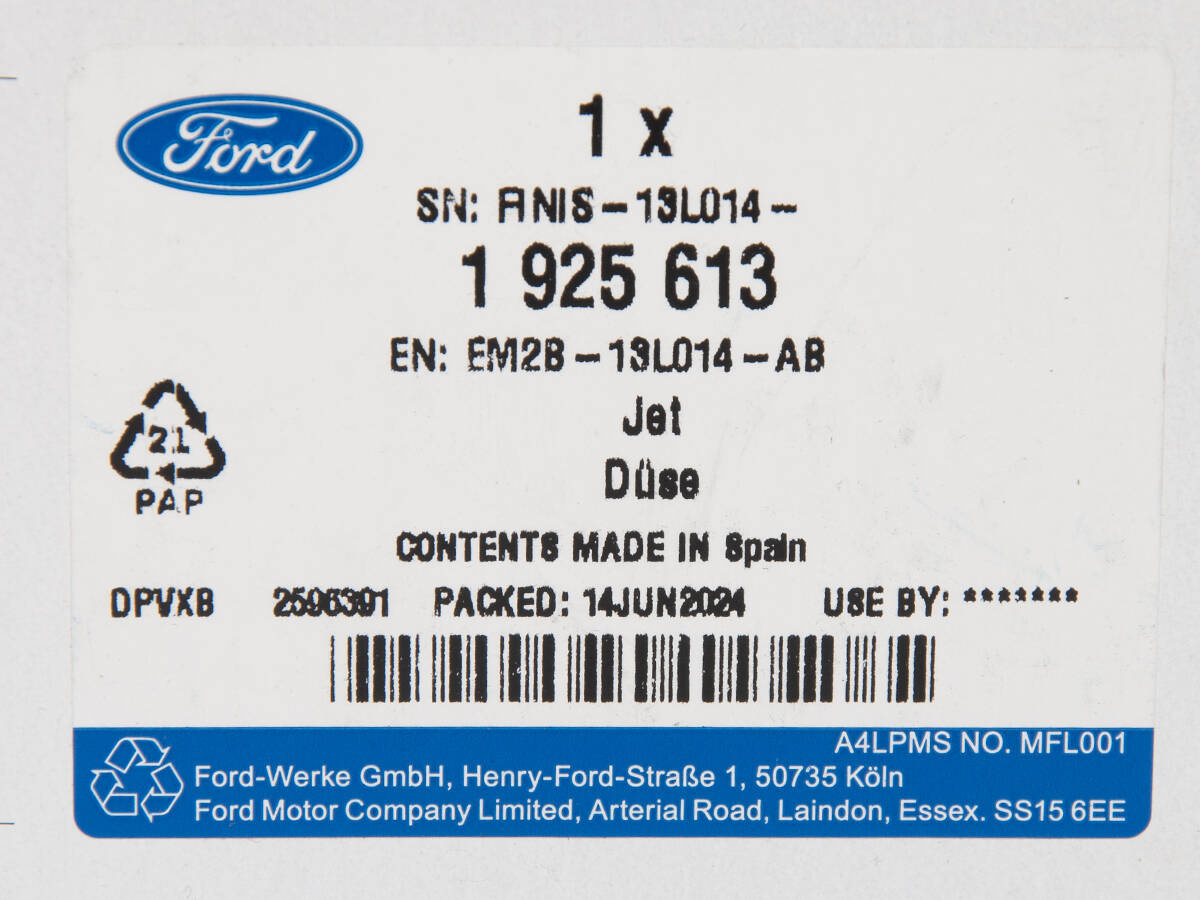 Ford
1 x
SN: FINIS-13L014-
1 925 613
EN: EM2B-13L014-AB
Jet
Düse
21
PAP
CONTENTS MADE IN Spain
DPVXB 2596391 PACKED: 14JUN2024 USE BY: *******
A4LPMS NO. MFL001
Ford-Werke GmbH, Henry-Ford-Straße 1, 50735 Köln
Ford Motor Company Limited, Arterial Road, Laindon, Essex. SS15 6EE